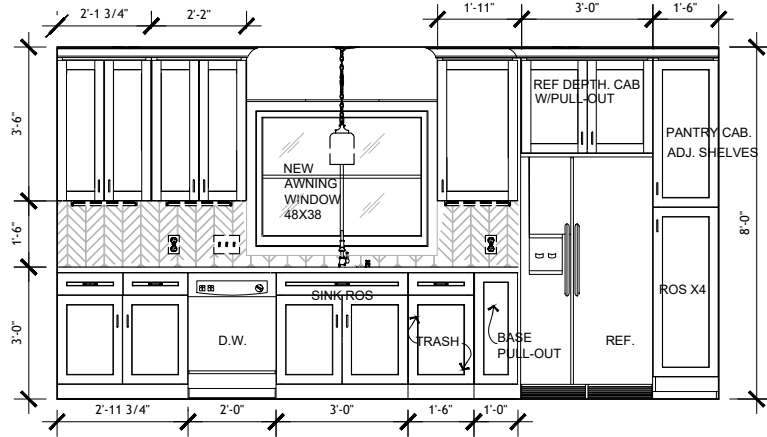 2'-1 3/4"
2'-2"
1'-11"
3'-0"
1'-6"
3'-6"
1'-6"
3'-0"
8'-0"
REF DEPTH. CAB
W/PULL-OUT
PANTRY CAB.
ADJ. SHELVES
NEW
AWNING
WINDOW
48X38
SINK ROS
ROS X4
D.W.
TRASH
BASE
PULL-OUT
REF.
2'-11 3/4"
2'-0"
3'-0"
1'-6"
1'-0"